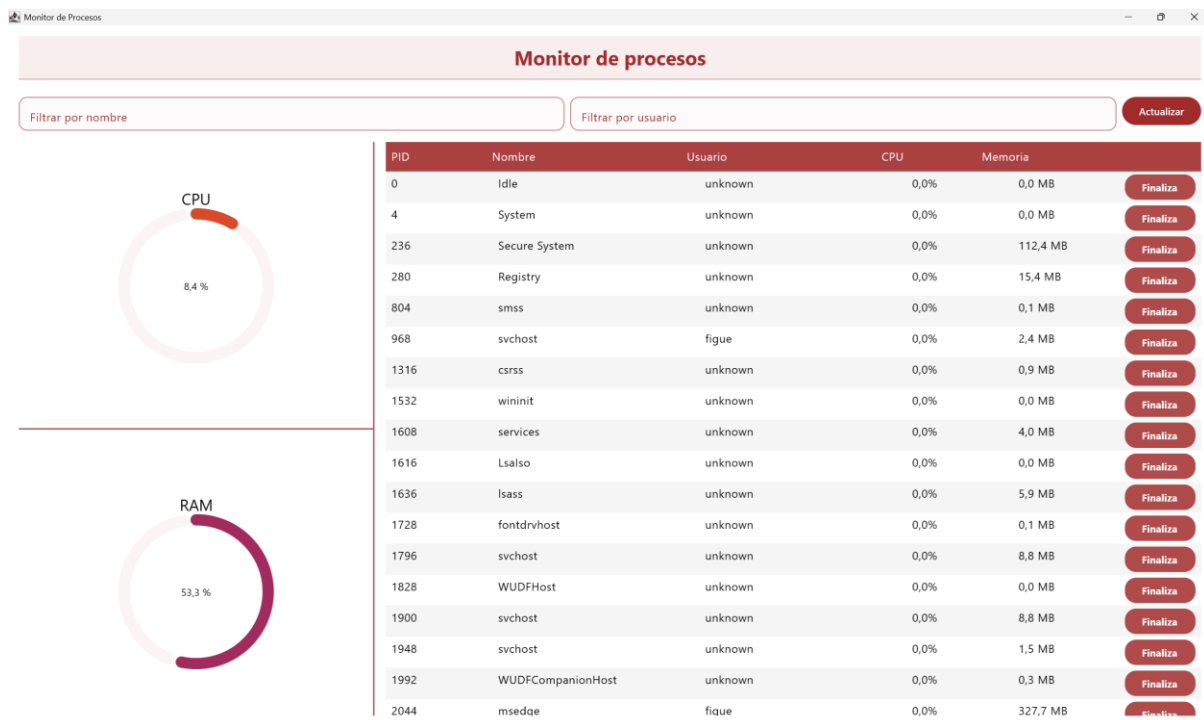 Monitor de Procesos
Monitor de procesos
Filtrar por nombre Filtrar por usuario Actualizar
CPU
8,4 %
RAM
53,3 %
PID Nombre Usuario CPU Memoria
0 Idle unknown 0,0% 0,0 MB Finaliza
4 System unknown 0,0% 0,0 MB Finaliza
236 Secure System unknown 0,0% 112,4 MB Finaliza
280 Registry unknown 0,0% 15,4 MB Finaliza
804 smss unknown 0,0% 0,1 MB Finaliza
968 svchost figue 0,0% 2,4 MB Finaliza
1316 csrss unknown 0,0% 0,9 MB Finaliza
1532 wininit unknown 0,0% 0,0 MB Finaliza
1608 services unknown 0,0% 4,0 MB Finaliza
1616 LsaIso unknown 0,0% 0,0 MB Finaliza
1636 lsass unknown 0,0% 5,9 MB Finaliza
1728 fontdrvhost unknown 0,0% 0,1 MB Finaliza
1796 svchost unknown 0,0% 8,8 MB Finaliza
1828 WUDFHost unknown 0,0% 0,0 MB Finaliza
1900 svchost unknown 0,0% 8,8 MB Finaliza
1948 svchost unknown 0,0% 1,5 MB Finaliza
1992 WUDFCompanionHost unknown 0,0% 0,3 MB Finaliza
2044 msedge figue 0,0% 327,7 MB Finaliza